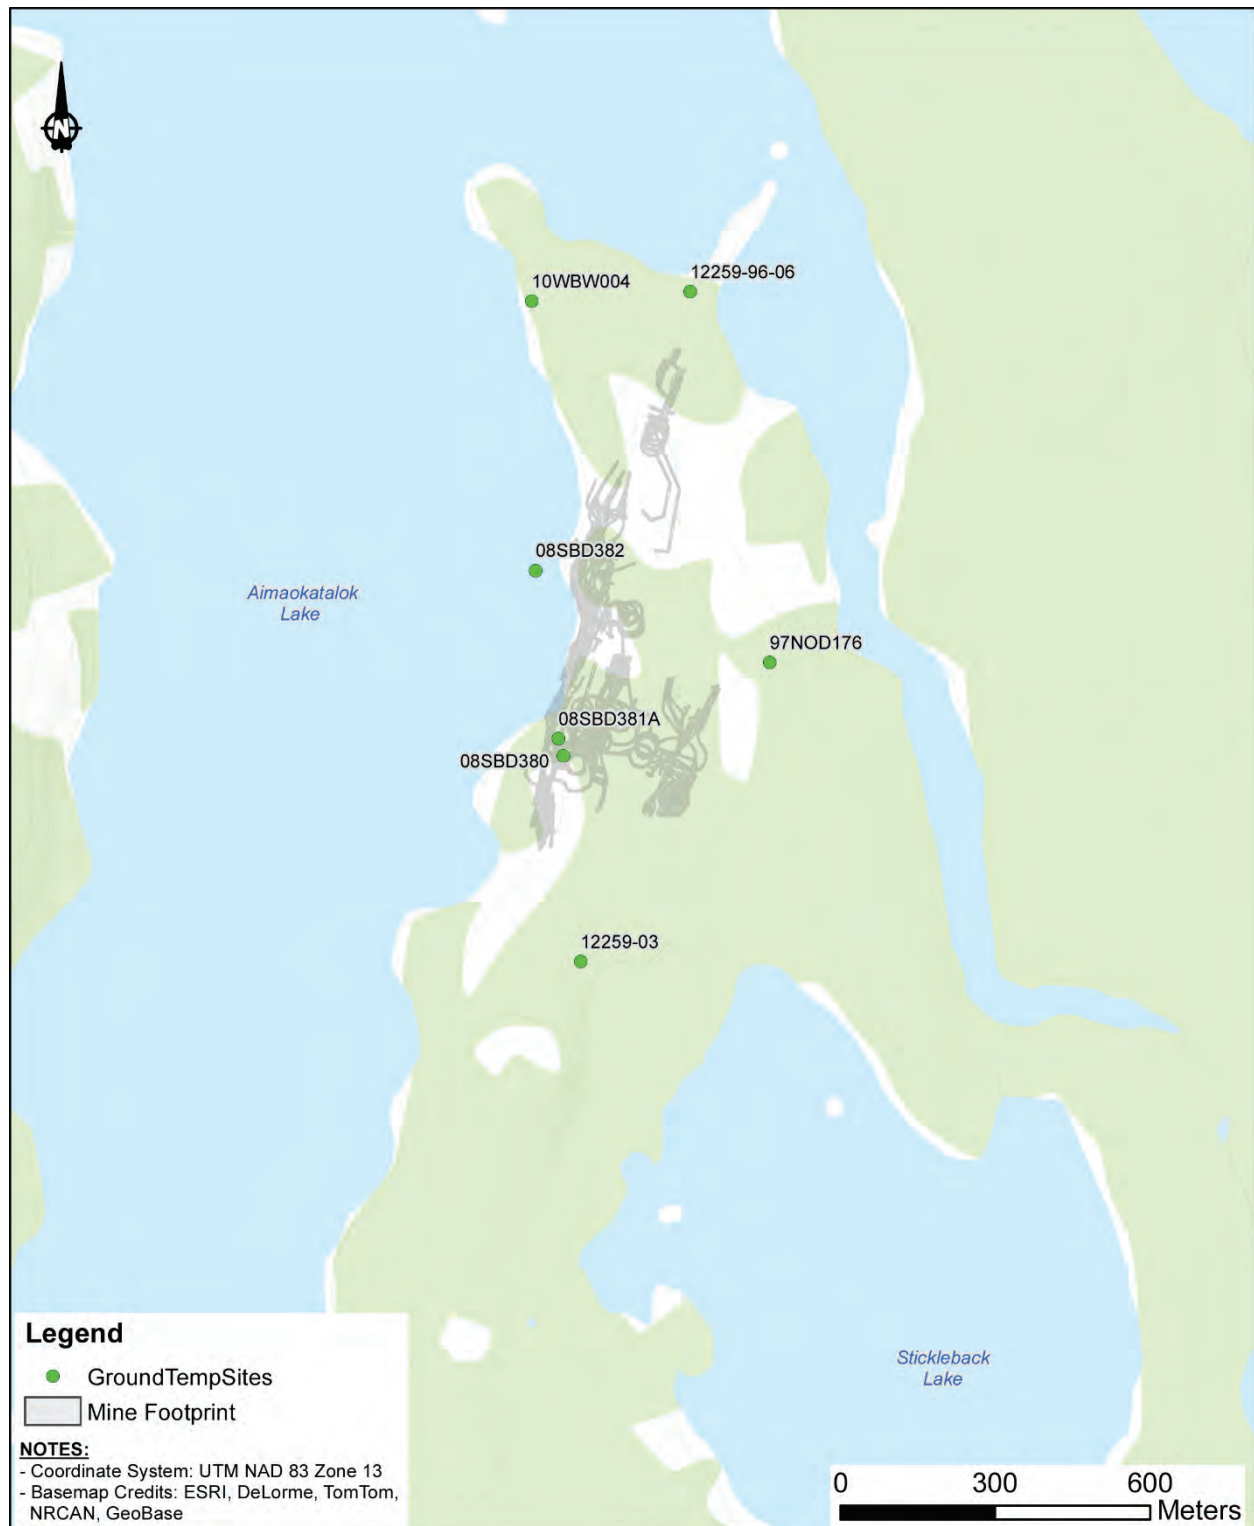 N
10WBW004
12259-96-06
08SBD382
Aimaokatalok
Lake
97NOD176
08SBD381A
08SBD380
12259-03
Stickleback
Lake
Legend
GroundTempSites
Mine Footprint
NOTES:
- Coordinate System: UTM NAD 83 Zone 13
- Basemap Credits: ESRI, DeLorme, TomTom,
NRCAN, GeoBase
0 300 600
Meters